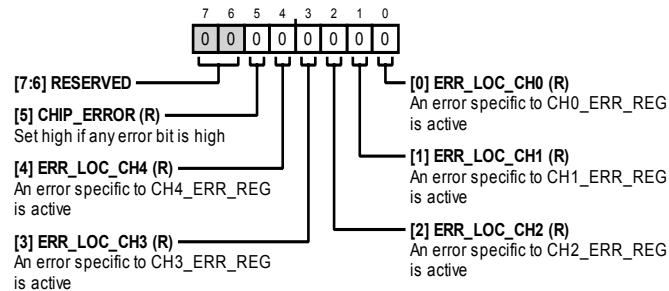 7 6 5 4 3 2 1 0
0 0 0 0 0 0 0 0
[7:6] RESERVED
[5] CHIP_ERROR (R)
Set high if any error bit is high
[4] ERR_LOC_CH4 (R)
An error specific to CH4_ERR_REG
is active
[3] ERR_LOC_CH3 (R)
An error specific to CH3_ERR_REG
is active
[0] ERR_LOC_CH0 (R)
An error specific to CH0_ERR_REG
is active
[1] ERR_LOC_CH1 (R)
An error specific to CH1_ERR_REG
is active
[2] ERR_LOC_CH2 (R)
An error specific to CH2_ERR_REG
is active